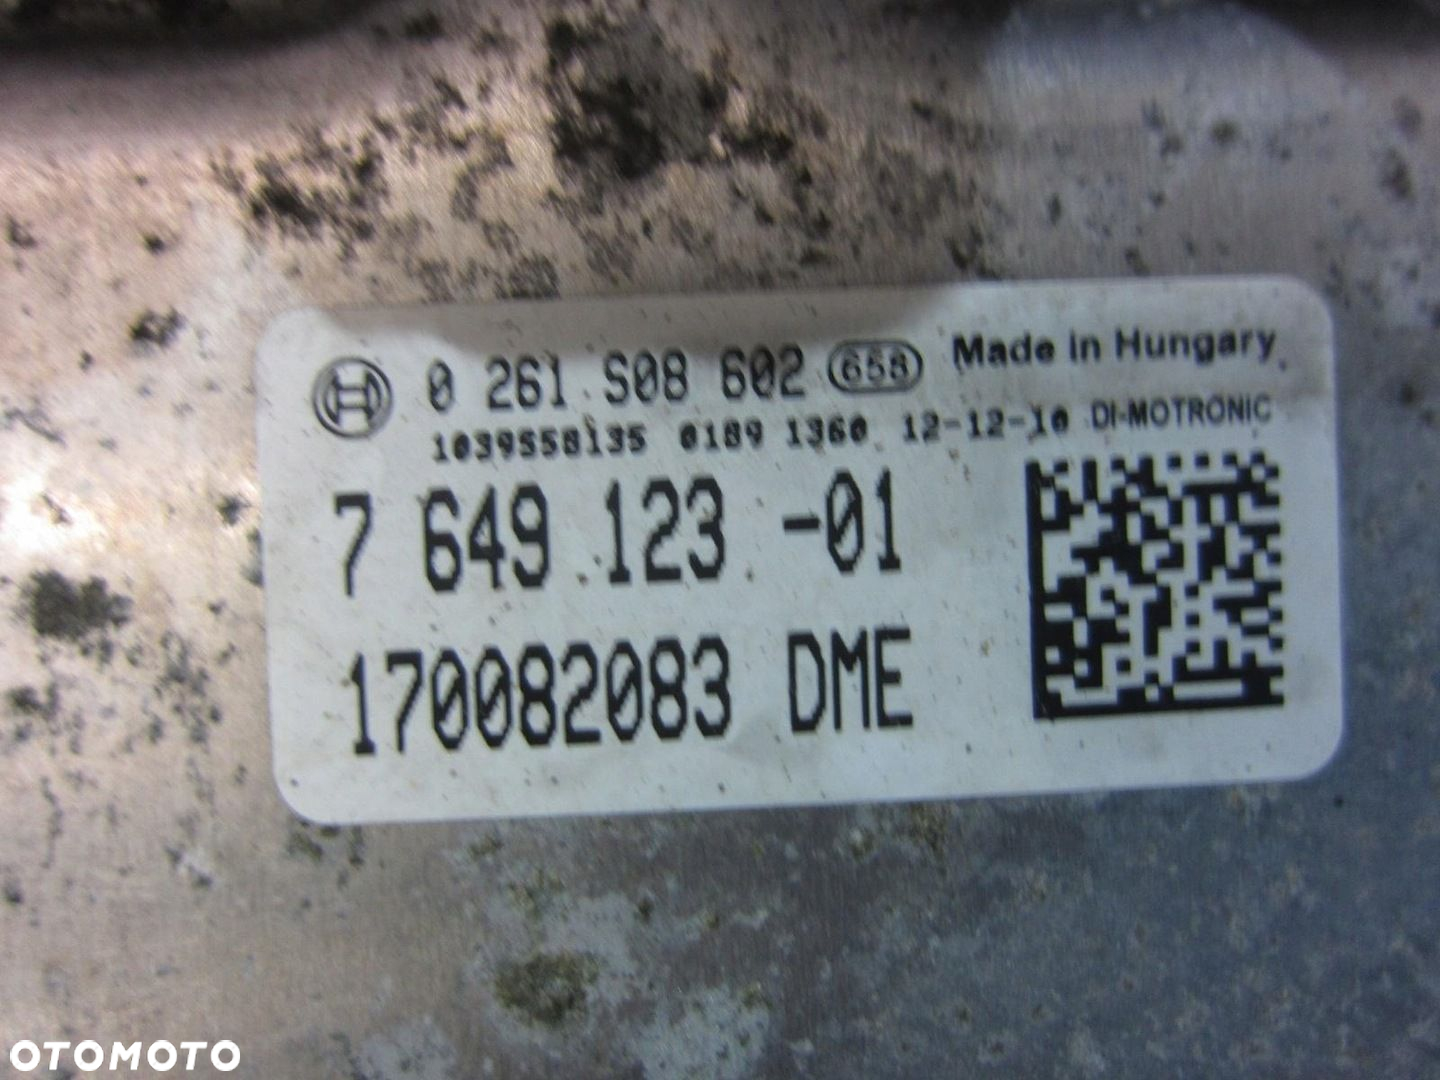 0 261 S08 602 658 Made in Hungary
1039558135 0189 1360 12-12-10 DI-MOTRONIC
7 649 123 -01
170082083 DME
OTOMOTO